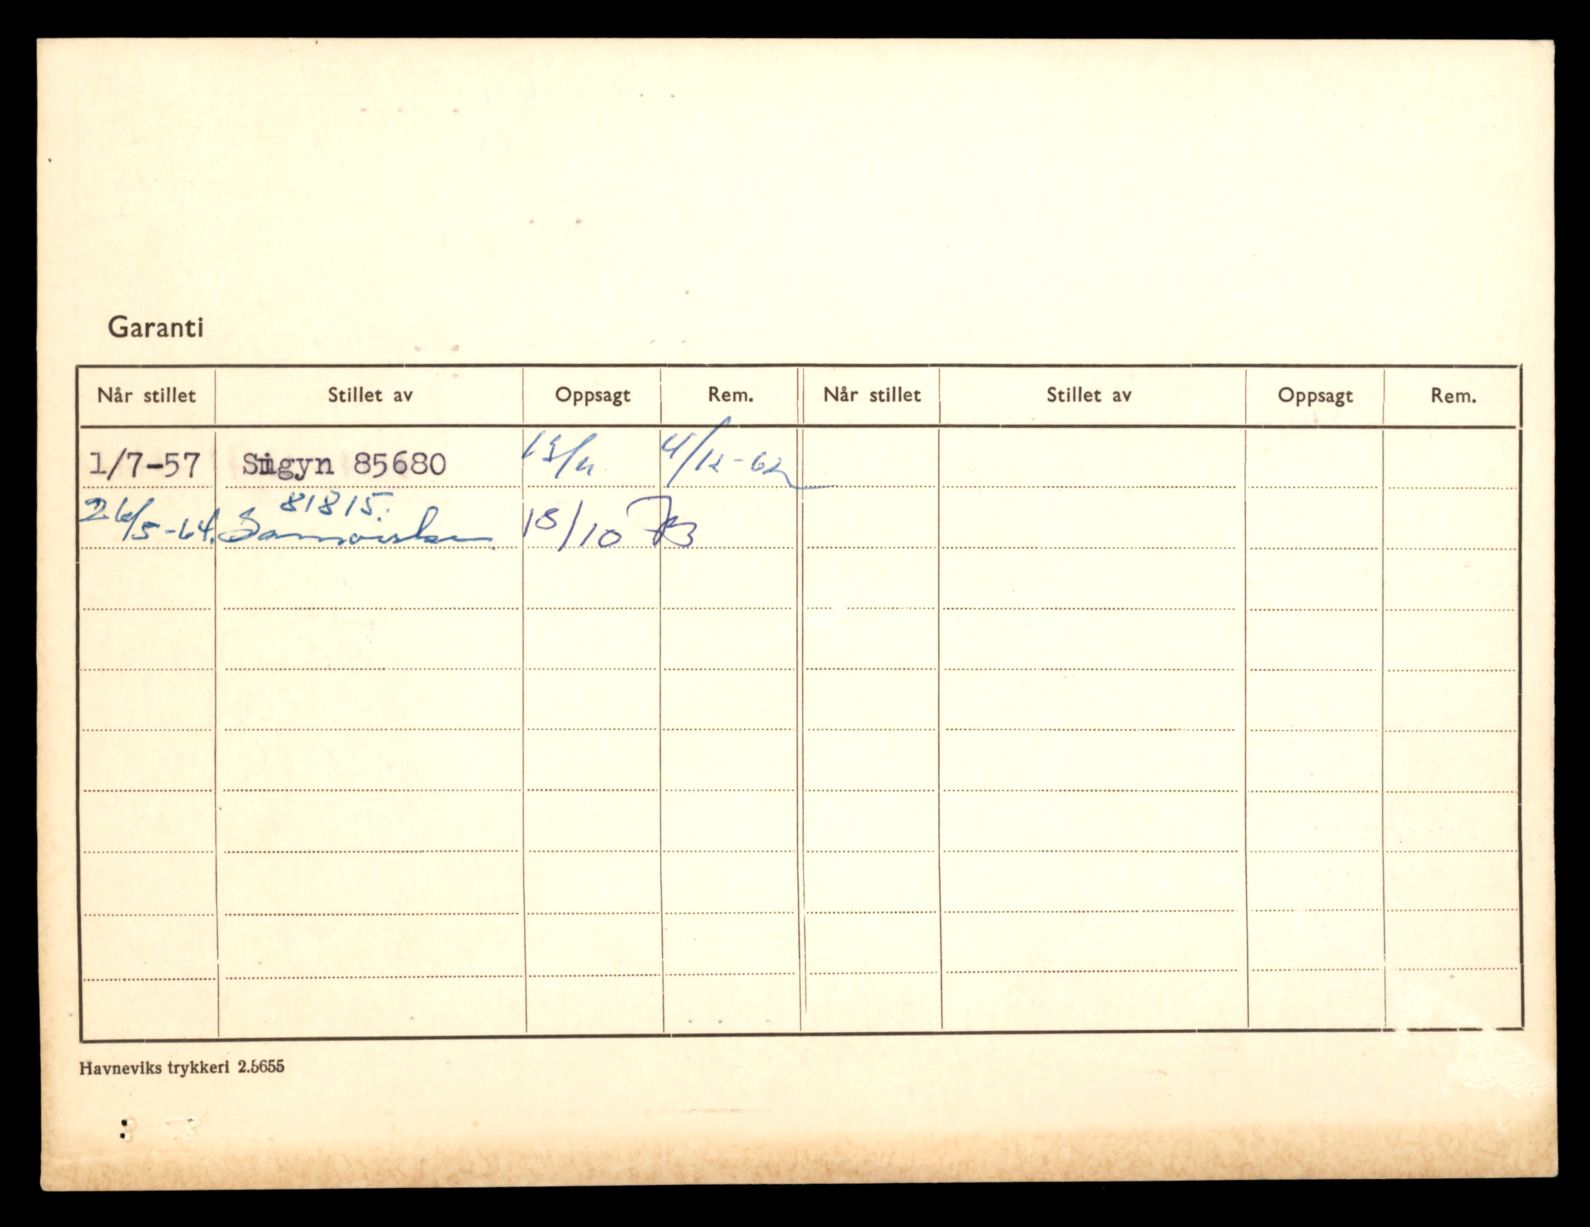 Garanti
Når stillet Stillet av Oppsagt Rem. Når stillet Stillet av Oppsagt Rem.
1/7-57 Sigyn 85680 4/12-62
81815.
26/5-64. 18/10 73
Havneviks trykkeri 2.5655